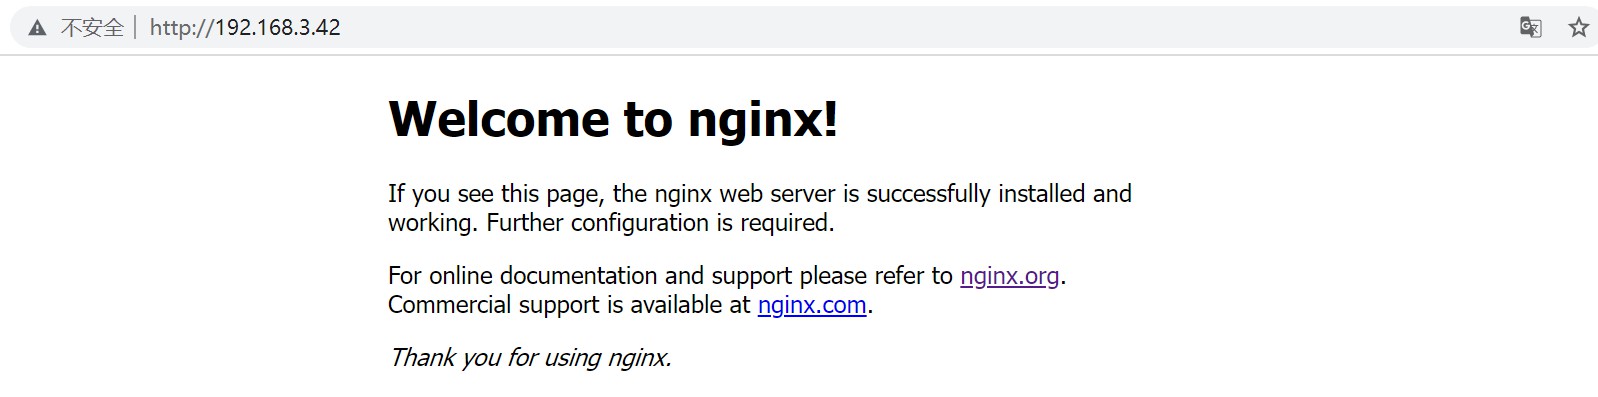 不安全 http://192.168.3.42
Welcome to nginx!
If you see this page, the nginx web server is successfully installed and
working. Further configuration is required.
For online documentation and support please refer to nginx.org.
Commercial support is available at nginx.com.
Thank you for using nginx.